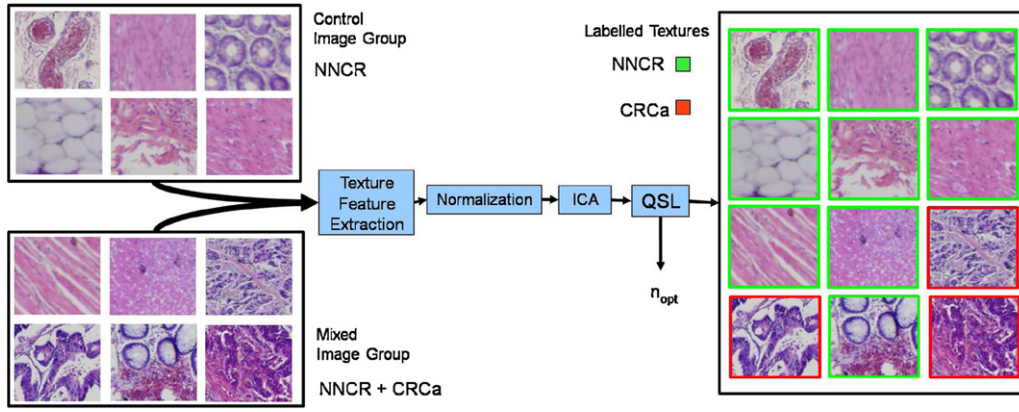 Control
Image Group
NNCR
Labelled Textures
NNCR
CRCa
Texture
Feature
Extraction
Normalization
ICA
QSL
n_opt
Mixed
Image Group
NNCR + CRCa